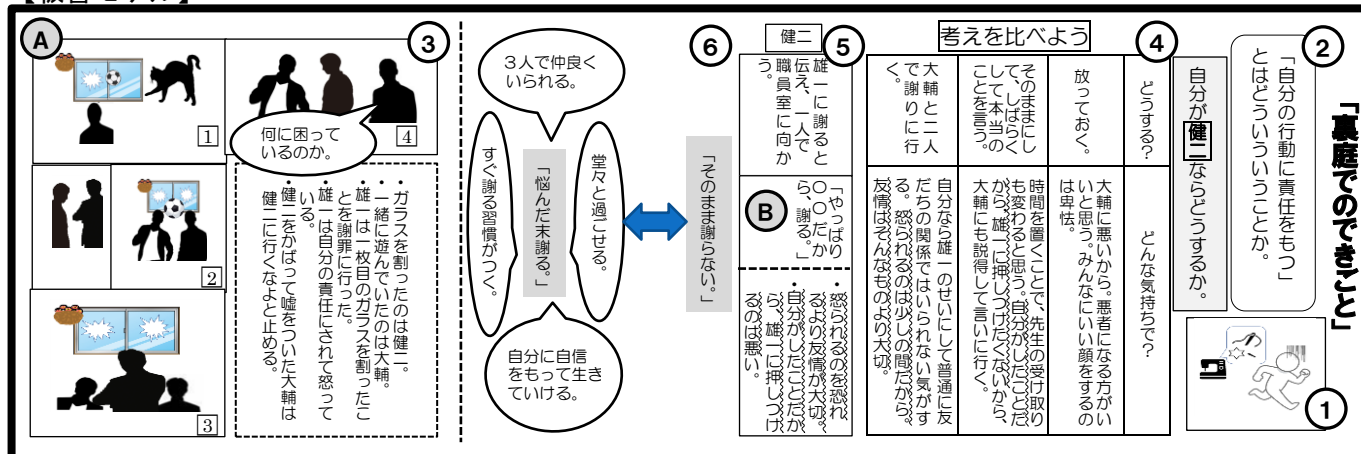 「裏庭でのできごと」
1
2
「自分の行動に責任をもつ」
とはどういういうことか。
自分が健二ならどうするか。
4
考えを比べよう
どうする?
どんな気持ちで?
放っておく。
大輔に悪いから。悪者になる方がい
いと思う。みんなにいい顔をするの
は卑怯。
そのままにし
て、しばらく
して本当の
ことを言う。
時間を置くことで、先生の受け取り
も変わると思う。自分がしたことだ
から、雄一に押しつけたくないから、
大輔にも説得して言いに行く。
大輔と二人
で謝りに行
く。
自分なら雄一のせいにして普通に友
だちの関係ではいられない気がす
る。怒られるのは少しの間だから。
友情はそんなものより大切。
5
健二
雄一に謝ると
伝え、一人で
職員室に向か
う。
B
「やっぱり
〇〇だか
ら、謝る。」
・怒られるのを恐れ
るより友情が大切。
・自分がしたことだか
ら、雄一に押しつけ
るのは悪い。
6
「そのまま謝らない。」
3人で仲良く
いられる。
堂々と過ごせる。
「悩んだ末謝る。」
すぐ謝る習慣がつく。
自分に自信
をもって生き
ていける。
3
A
1
4
何に困って
いるのか。
2
3
・ガラスを割ったのは健二。
・一緒に遊んでいたのは大輔。
・雄一は一枚目のガラスを割ったこ
とを謝罪に行った。
・雄一は自分の責任にされて怒って
いる。
・健二をかばって嘘をついた大輔は
健二に行くなよと止める。